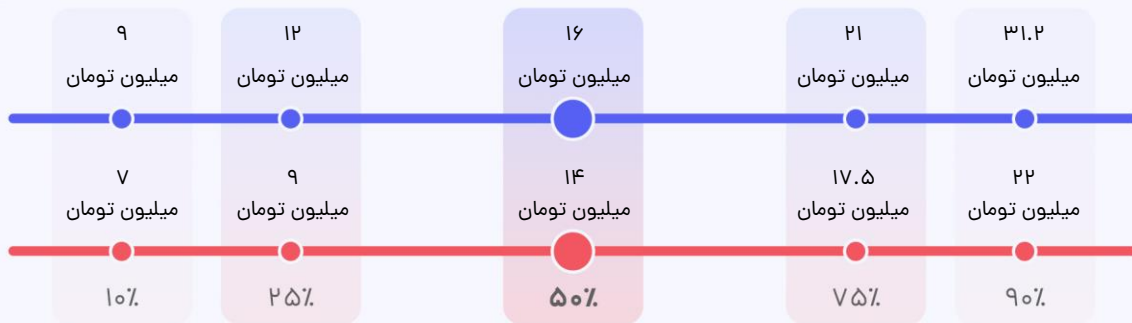 ۹ ۱۲ ۱۶ ۲۱ ۳۱.۲
میلیون تومان میلیون تومان میلیون تومان میلیون تومان میلیون تومان
۷ ۹ ۱۴ ۱۷.۵ ۲۲
میلیون تومان میلیون تومان میلیون تومان میلیون تومان میلیون تومان
۱۰٪ ۲۵٪ ۵۰٪ ۷۵٪ ۹۰٪